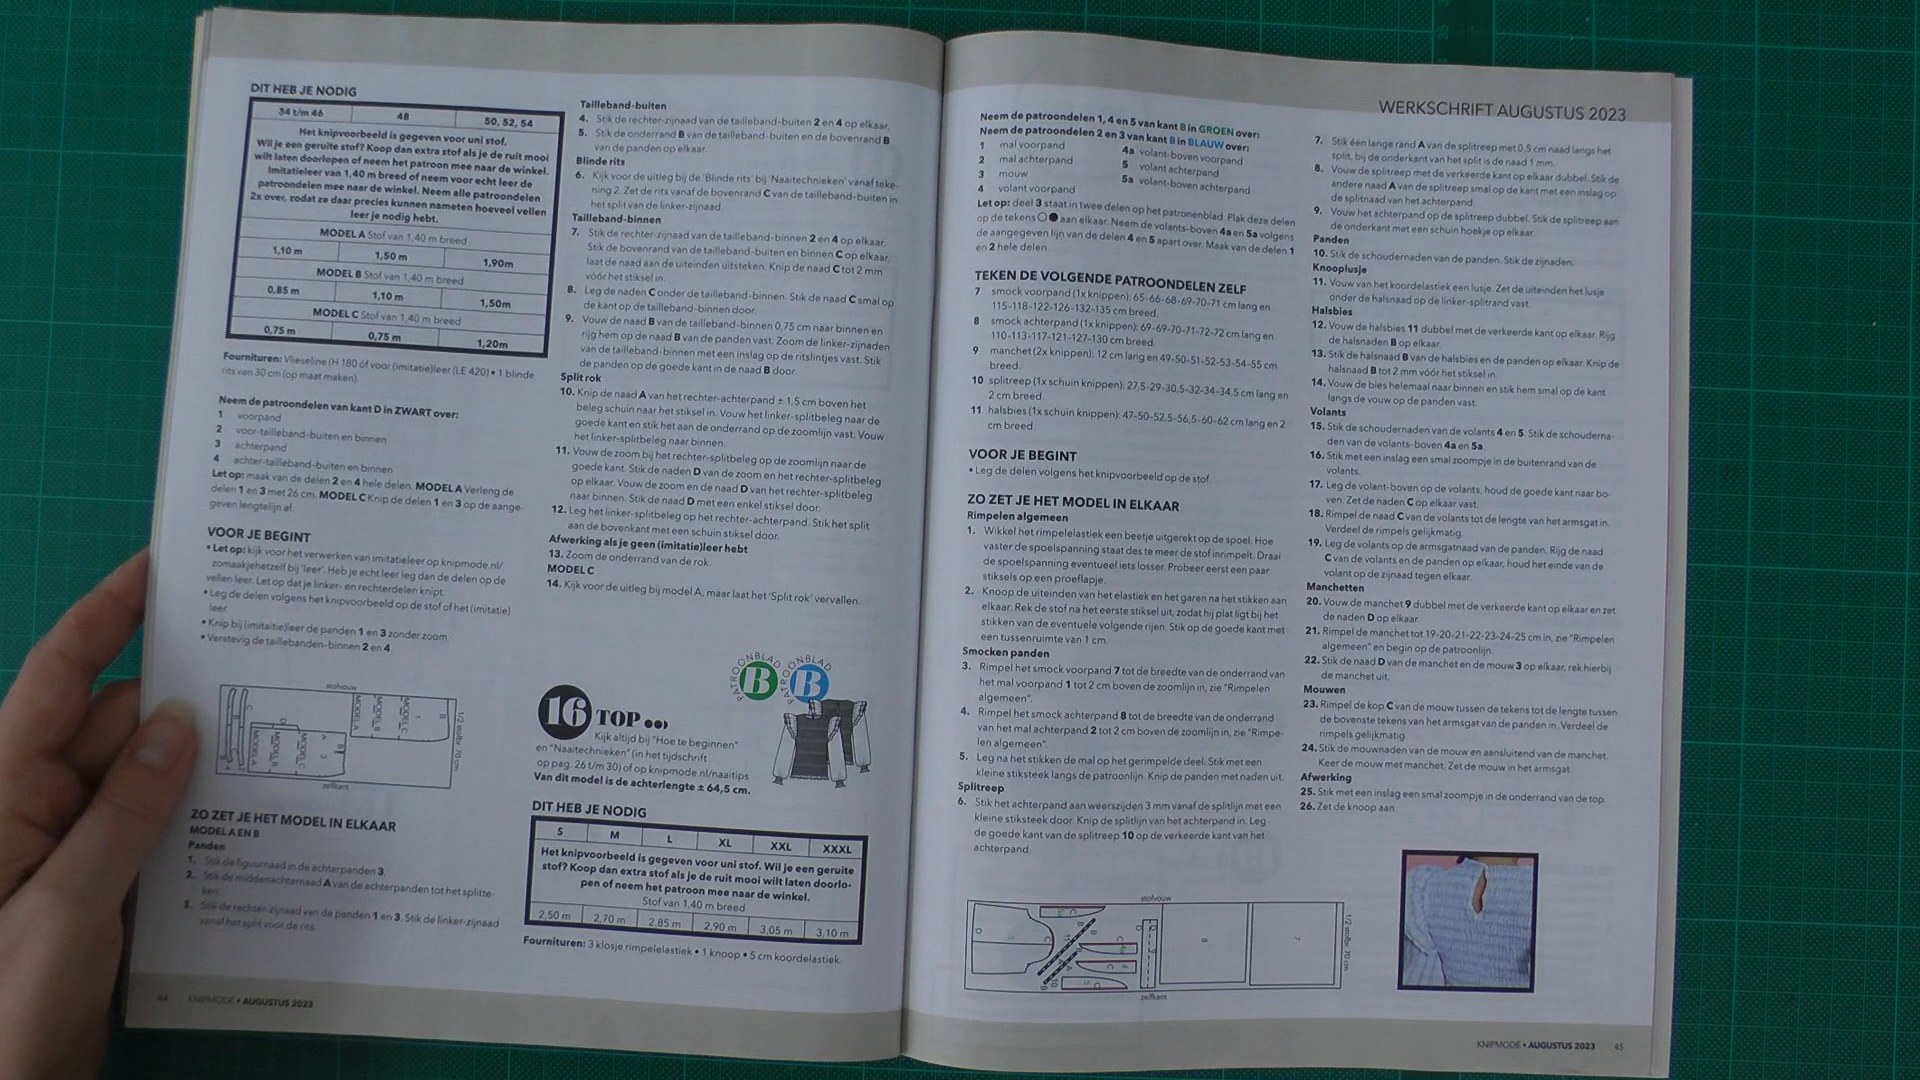 DIT HEB JE NODIG
34 t/m 46 48 50, 52, 54
Het knipvoorbeeld is gegeven voor uni stof.
Wil je een geruite stof? Koop dan extra stof als je de ruit mooi
wilt laten doorlopen of neem het patroon mee naar de winkel.
Imitatieleer van 1,40 m breed of neem voor echt leer de
patroondelen mee naar de winkel. Neem alle patroondelen
2x over, zodat ze daar precies kunnen nameten hoeveel vellen
leer je nodig hebt.
MODEL A Stof van 1,40 m breed
1,10 m 1,50 m 1,90m
MODEL B Stof van 1,40 m breed
0,85 m 1,10 m 1,50m
MODEL C Stof van 1,40 m breed
0,75 m 0,75 m 1,20m
Fournituren: Vlieseline (H 180 óf voor (imitatie)leer (LE 420) • 1 blinde
rits van 30 cm (op maat maken).
Neem de patroondelen van kant D in ZWART over:
1 voorpand
2 voor-tailleband-buiten en binnen
3 achterpand
4 achter-tailleband-buiten en binnen
Let op: maak van de delen 2 en 4 hele delen. MODEL A Verleng de
delen 1 en 3 met 26 cm. MODEL C Knip de delen 1 en 3 op de aange-
geven lengtelijn af.
VOOR JE BEGINT
• Let op: kijk voor het verwerken van imitatieleer op knipmode.nl/
zomaakjehetzelf bij 'leer'. Heb je echt leer leg dan de delen op de
vellen leer. Let op dat je linker- en rechterdelen knipt.
• Leg de delen volgens het knipvoorbeeld op de stof of het (imitatie)
leer.
• Knip bij (imitaitie)leer de panden 1 en 3 zonder zoom.
• Verstevig de taillebanden-binnen 2 en 4.
stofvouw
MODEL A
MODEL B
MODEL C
1/2 stofbr. 70 cm
zelfkant
ZO ZET JE HET MODEL IN ELKAAR
MODEL A EN B
Panden
1. Stik de figuurnaad in de achterpanden 3.
2. Stik de middenachternaad A van de achterpanden tot het splitte-
ken.
3. Stik de rechter-zijnaad van de panden 1 en 3. Stik de linker-zijnaad
vanaf het split voor de rits.
44 KNIPMODE • AUGUSTUS 2023
Tailleband-buiten
4. Stik de rechter-zijnaad van de tailleband-buiten 2 en 4 op elkaar.
5. Stik de onderrand B van de tailleband-buiten en de bovenrand B
van de panden op elkaar.
Blinde rits
6. Kijk voor de uitleg bij de 'Blinde rits' bij 'Naaitechnieken' vanaf teke-
ning 2. Zet de rits vanaf de bovenrand C van de tailleband-buiten in
het split van de linker-zijnaad.
Tailleband-binnen
7. Stik de rechter-zijnaad van de tailleband-binnen 2 en 4 op elkaar.
Stik de bovenrand van de tailleband-buiten en binnen C op elkaar,
laat de naad aan de uiteinden uitsteken. Knip de naad C tot 2 mm
vóór het stiksel in.
8. Leg de naden C onder de tailleband-binnen. Stik de naad C smal op
de kant op de tailleband-binnen door.
9. Vouw de naad B van de tailleband-binnen 0,75 cm naar binnen en
rijg hem op de naad B van de panden vast. Zoom de linker-zijnaden
van de tailleband-binnen met een inslag op de ritslintjes vast. Stik
de panden op de goede kant in de naad B door.
Split rok
10. Knip de naad A van het rechter-achterpand ± 1,5 cm boven het
beleg schuin naar het stiksel in. Vouw het linker-splitbeleg naar de
goede kant en stik het aan de onderrand op de zoomlijn vast. Vouw
het linker-splitbeleg naar binnen.
11. Vouw de zoom bij het rechter-splitbeleg op de zoomlijn naar de
goede kant. Stik de naden D van de zoom en het rechter-splitbeleg
op elkaar. Vouw de zoom en de naad D van het rechter-splitbeleg
naar binnen. Stik de naad D met een enkel stiksel door.
12. Leg het linker-splitbeleg op het rechter-achterpand. Stik het split
aan de bovenkant met een schuin stiksel door.
Afwerking als je geen (imitatie)leer hebt
13. Zoom de onderrand van de rok.
MODEL C
14. Kijk voor de uitleg bij model A, maar laat het 'Split rok' vervallen.
PATROONBLAD B
PATROONBLAD B
16 TOP
Kijk altijd bij "Hoe te beginnen"
en "Naaitechnieken" (in het tijdschrift
op pag. 26 t/m 30) of op knipmode.nl/naaitips
Van dit model is de achterlengte ± 64,5 cm.
DIT HEB JE NODIG
S M L XL XXL XXXL
Het knipvoorbeeld is gegeven voor uni stof. Wil je een geruite
stof? Koop dan extra stof als je de ruit mooi wilt laten doorlo-
pen of neem het patroon mee naar de winkel.
Stof van 1,40 m breed
2,50 m 2,70 m 2,85 m 2,90 m 3,05 m 3,10 m
Fournituren: 3 klosje rimpelelastiek • 1 knoop • 5 cm koordelastiek.
WERKSCHRIFT AUGUSTUS 2023
Neem de patroondelen 1, 4 en 5 van kant B in GROEN over:
Neem de patroondelen 2 en 3 van kant B in BLAUW over:
1 mal voorpand
2 mal achterpand
3 mouw
4 volant voorpand
4a volant-boven voorpand
5 volant achterpand
5a volant-boven achterpand
Let op: deel 3 staat in twee delen op het patronenblad. Plak deze delen
op de tekens ○● aan elkaar. Neem de volants-boven 4a en 5a volgens
de aangegeven lijn van de delen 4 en 5 apart over. Maak van de delen 1
en 2 hele delen.
TEKEN DE VOLGENDE PATROONDELEN ZELF
7 smock voorpand (1x knippen): 65-66-68-69-70-71 cm lang en
115-118-122-126-132-135 cm breed.
8 smock achterpand (1x knippen): 69-69-70-71-72-72 cm lang en
110-113-117-121-127-130 cm breed.
9 manchet (2x knippen): 12 cm lang en 49-50-51-52-53-54-55 cm
breed.
10 splitreep (1x schuin knippen): 27,5-29-30,5-32-34-34,5 cm lang en
2 cm breed
11 halsbies (1x schuin knippen): 47-50-52,5-56,5-60-62 cm lang en 2
cm breed.
VOOR JE BEGINT
• Leg de delen volgens het knipvoorbeeld op de stof.
ZO ZET JE HET MODEL IN ELKAAR
Rimpelen algemeen
1. Wikkel het rimpelelastiek een beetje uitgerekt op de spoel. Hoe
vaster de spoelspanning staat des te meer de stof inrimpelt. Draai
de spoelspanning eventueel iets losser. Probeer eerst een paar
stiksels op een proeflapje.
2. Knoop de uiteinden van het elastiek en het garen na het stikken aan
elkaar. Rek de stof na het eerste stiksel uit, zodat hij plat ligt bij het
stikken van de eventuele volgende rijen. Stik op de goede kant met
een tussenruimte van 1 cm.
Smocken panden
3. Rimpel het smock voorpand 7 tot de breedte van de onderrand van
het mal voorpand 1 tot 2 cm boven de zoomlijn in, zie "Rimpelen
algemeen".
4. Rimpel het smock achterpand 8 tot de breedte van de onderrand
van het mal achterpand 2 tot 2 cm boven de zoomlijn in, zie "Rimpe-
len algemeen".
5. Leg na het stikken de mal op het gerimpelde deel. Stik met een
kleine stiksteek langs de patroonlijn. Knip de panden met naden uit.
Splitreep
6. Stik het achterpand aan weerszijden 3 mm vanaf de splitlijn met een
kleine stiksteek door. Knip de splitlijn van het achterpand in. Leg
de goede kant van de splitreep 10 op de verkeerde kant van het
achterpand.
stofvouw
1/2 stofbr. 70 cm
zelfkant
7. Stik één lange rand A van de splitreep met 0,5 cm naad langs het
split, bij de onderkant van het split is de naad 1 mm.
8. Vouw de splitreep met de verkeerde kant op elkaar dubbel. Stik de
andere naad A van de splitreep smal op de kant met een inslag op
de splitnaad van het achterpand.
9. Vouw het achterpand op de splitreep dubbel. Stik de splitreep aan
de onderkant met een schuin hoekje op elkaar.
Panden
10. Stik de schoudernaden van de panden. Stik de zijnaden.
Knooplusje
11. Vouw van het koordelastiek een lusje. Zet de uiteinden het lusje
onder de halsnaad op de linker-splitrand vast.
Halsbies
12. Vouw de halsbies 11 dubbel met de verkeerde kant op elkaar. Rijg
de halsnaden B op elkaar.
13. Stik de halsnaad B van de halsbies en de panden op elkaar. Knip de
halsnaad B tot 2 mm vóór het stiksel in.
14. Vouw de bies helemaal naar binnen en stik hem smal op de kant
langs de vouw op de panden vast.
Volants
15. Stik de schoudernaden van de volants 4 en 5. Stik de schouderna-
den van de volants-boven 4a en 5a.
16. Stik met een inslag een smal zoompje in de buitenrand van de
volants.
17. Leg de volant-boven op de volants, houd de goede kant naar bo-
ven. Zet de naden C op elkaar vast.
18. Rimpel de naad C van de volants tot de lengte van het armsgat in.
Verdeel de rimpels gelijkmatig.
19. Leg de volants op de armsgatnaad van de panden. Rijg de naad
C van de volants en de panden op elkaar, houd het einde van de
volant op de zijnaad tegen elkaar.
Manchetten
20. Vouw de manchet 9 dubbel met de verkeerde kant op elkaar en zet
de naden D op elkaar.
21. Rimpel de manchet tot 19-20-21-22-23-24-25 cm in, zie "Rimpelen
algemeen" en begin op de patroonlijn.
22. Stik de naad D van de manchet en de mouw 3 op elkaar, rek hierbij
de manchet uit.
Mouwen
23. Rimpel de kop C van de mouw tussen de tekens tot de lengte tussen
de bovenste tekens van het armsgat van de panden in. Verdeel de
rimpels gelijkmatig.
24. Stik de mouwnaden van de mouw en aansluitend van de manchet.
Keer de mouw met manchet. Zet de mouw in het armsgat.
Afwerking
25. Stik met een inslag een smal zoompje in de onderrand van de top.
26. Zet de knoop aan.
KNIPMODE • AUGUSTUS 2023 45